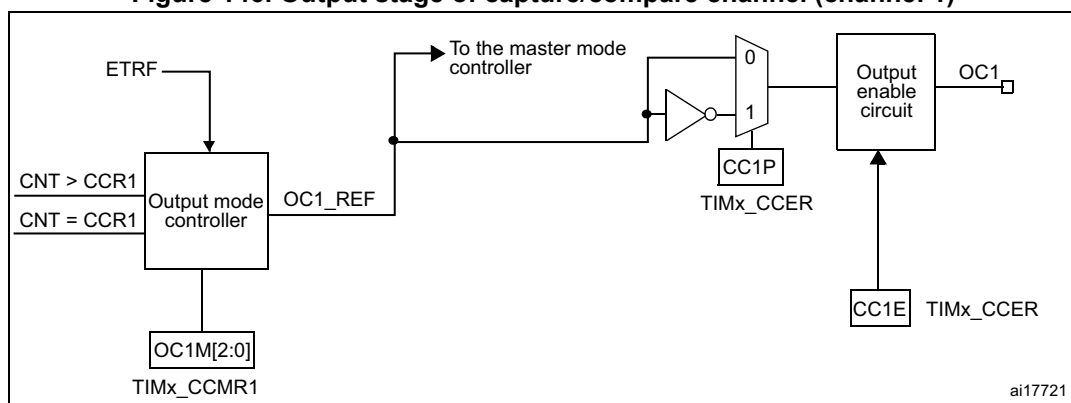 Figure 143. Output stage of capture/compare channel (channel 1)
To the master mode
controller
ETRF
0
1
Output
enable
circuit
OC1
CNT > CCR1
CNT = CCR1
Output mode
controller
OC1_REF
CC1P
TIMx_CCER
CC1E
TIMx_CCER
OC1M[2:0]
TIMx_CCMR1
ai17721